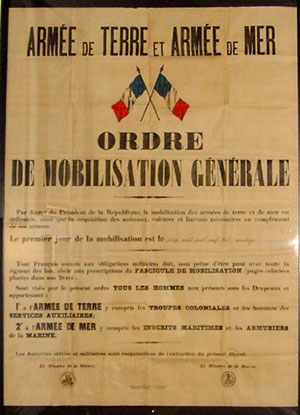 ARMÉE DE TERRE ET ARMÉE DE MER
ORDRE
DE MOBILISATION GÉNÉRALE
Par décret du Président de la République, la mobilisation des armées de terre et de mer est
ordonnée, ainsi que la réquisition des animaux, voitures et harnais nécessaires au complément
de ces armées.
Le premier jour de la mobilisation est le
Tout Français soumis aux obligations militaires doit, sous peine d'être puni avec toute la
rigueur des lois, obéir aux prescriptions du FASCICULE DE MOBILISATION (pages coloriées
placées dans son livret).
Sont visés par le présent ordre TOUS LES HOMMES non présents sous les Drapeaux et
appartenant :
1° à l'ARMÉE DE TERRE y compris les TROUPES COLONIALES et les hommes des
SERVICES AUXILIAIRES;
2° à l'ARMÉE DE MER y compris les INSCRITS MARITIMES et les ARMURIERS
de la MARINE.
Les Autorités civiles et militaires sont responsables de l'exécution du présent décret.
Le Ministre de la Guerre, Le Ministre de la Marine,